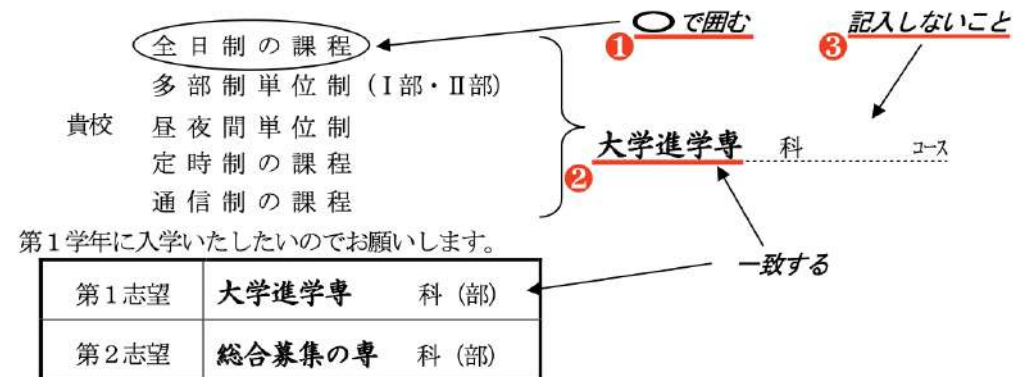 ❶ ○で囲む
❸ 記入しないこと
全日制の課程
多部制単位制（Ⅰ部・Ⅱ部）
貴校 昼夜間単位制
定時制の課程
通信制の課程
❷ 大学進学専 科 コース
第１学年に入学いたしたいのでお願いします。
一致する
第１志望 大学進学専 科（部）
第２志望 総合募集の専 科（部）